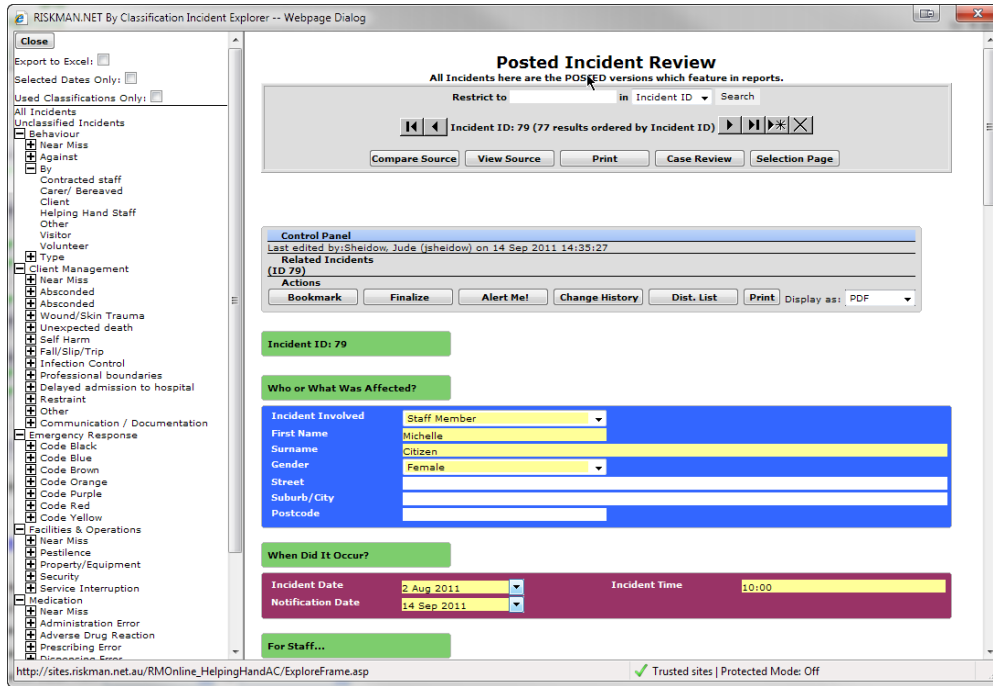 RISKMAN.NET By Classification Incident Explorer -- Webpage Dialog
Close
Export to Excel:
Selected Dates Only:
Used Classifications Only:
All Incidents
Unclassified Incidents
Behaviour
Near Miss
Against
By
Contracted staff
Carer/ Bereaved
Client
Helping Hand Staff
Other
Visitor
Volunteer
Type
Client Management
Near Miss
Absconded
Absconded
Wound/Skin Trauma
Unexpected death
Self Harm
Fall/Slip/Trip
Infection Control
Professional boundaries
Delayed admission to hospital
Restraint
Other
Communication / Documentation
Emergency Response
Code Black
Code Blue
Code Brown
Code Orange
Code Purple
Code Red
Code Yellow
Facilities & Operations
Near Miss
Pestilence
Property/Equipment
Security
Service Interruption
Medication
Near Miss
Administration Error
Adverse Drug Reaction
Prescribing Error
Dispensing Error
Posted Incident Review
All Incidents here are the POSTED versions which feature in reports.
Restrict to in Incident ID Search
Incident ID: 79 (77 results ordered by Incident ID)
Compare Source View Source Print Case Review Selection Page
Control Panel
Last edited by:Sheidow, Jude (jsheidow) on 14 Sep 2011 14:35:27
Related Incidents
(ID 79)
Actions
Bookmark Finalize Alert Me! Change History Dist. List Print Display as: PDF
Incident ID: 79
Who or What Was Affected?
Incident Involved Staff Member
First Name Michelle
Surname Citizen
Gender Female
Street
Suburb/City
Postcode
When Did It Occur?
Incident Date 2 Aug 2011 Incident Time 10:00
Notification Date 14 Sep 2011
For Staff...
http://sites.riskman.net.au/RMOnline_HelpingHandAC/ExploreFrame.asp Trusted sites | Protected Mode: Off